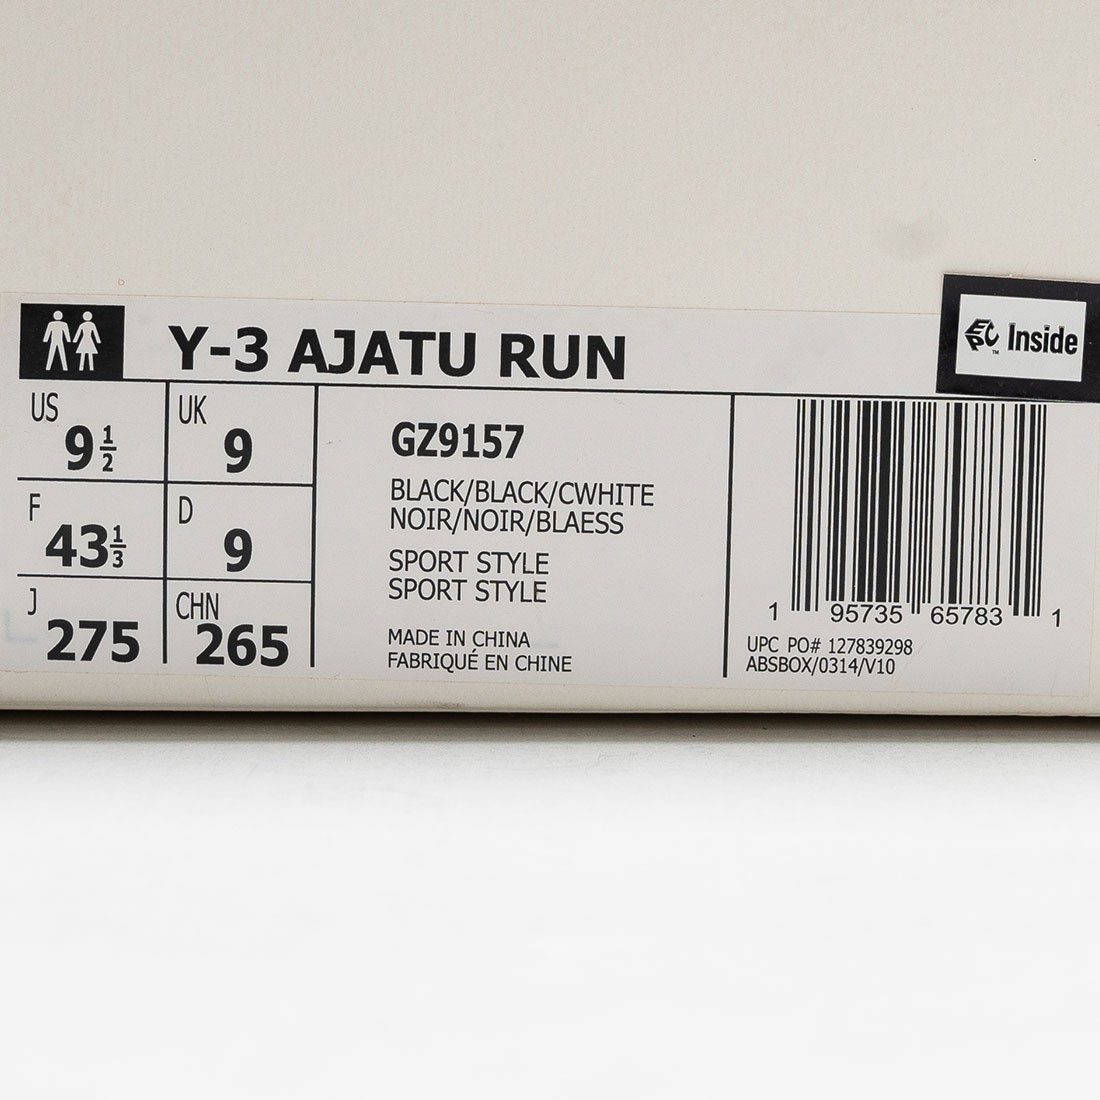 Y-3 AJATU RUN
EPC™ Inside
US 9 1/2
UK 9
F 43 1/3
D 9
J 275
CHN 265
GZ9157
BLACK/BLACK/CWHITE
NOIR/NOIR/BLAESS
SPORT STYLE
SPORT STYLE
MADE IN CHINA
FABRIQUÉ EN CHINE
1 95735 65783 1
UPC PO# 127839298
ABSBOX/0314/V10